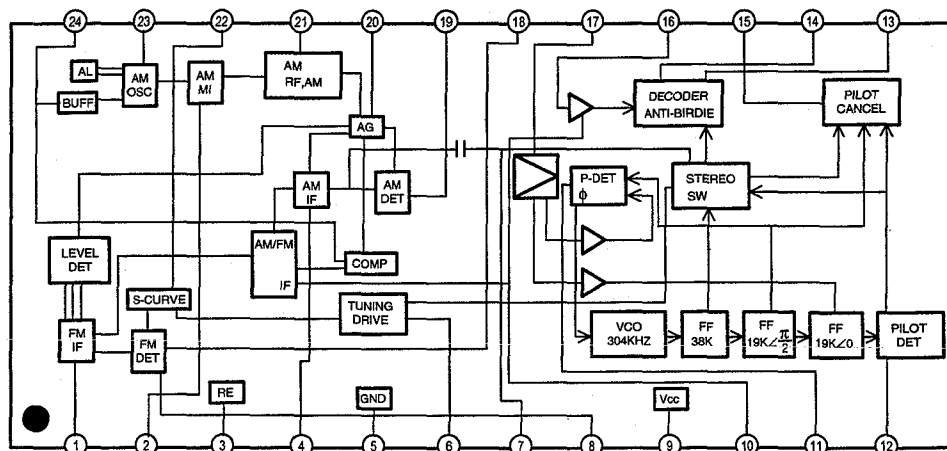 24 23 22 21 20 19 18 17 16 15 14 13
AL
AM
OSC
BUFF
AM
MI
AM
RF,AM
AG
AM
IF
AM
DET
AM/FM
IF
COMP
LEVEL
DET
S-CURVE
TUNING
DRIVE
FM
IF
FM
DET
RE
GND
P-DET
ϕ
DECODER
ANTI-BIRDIE
PILOT
CANCEL
STEREO
SW
VCO
304KHZ
FF
38K
FF
19K∠π/2
FF
19K∠0
PILOT
DET
Vcc
1 2 3 4 5 6 7 8 9 10 11 12